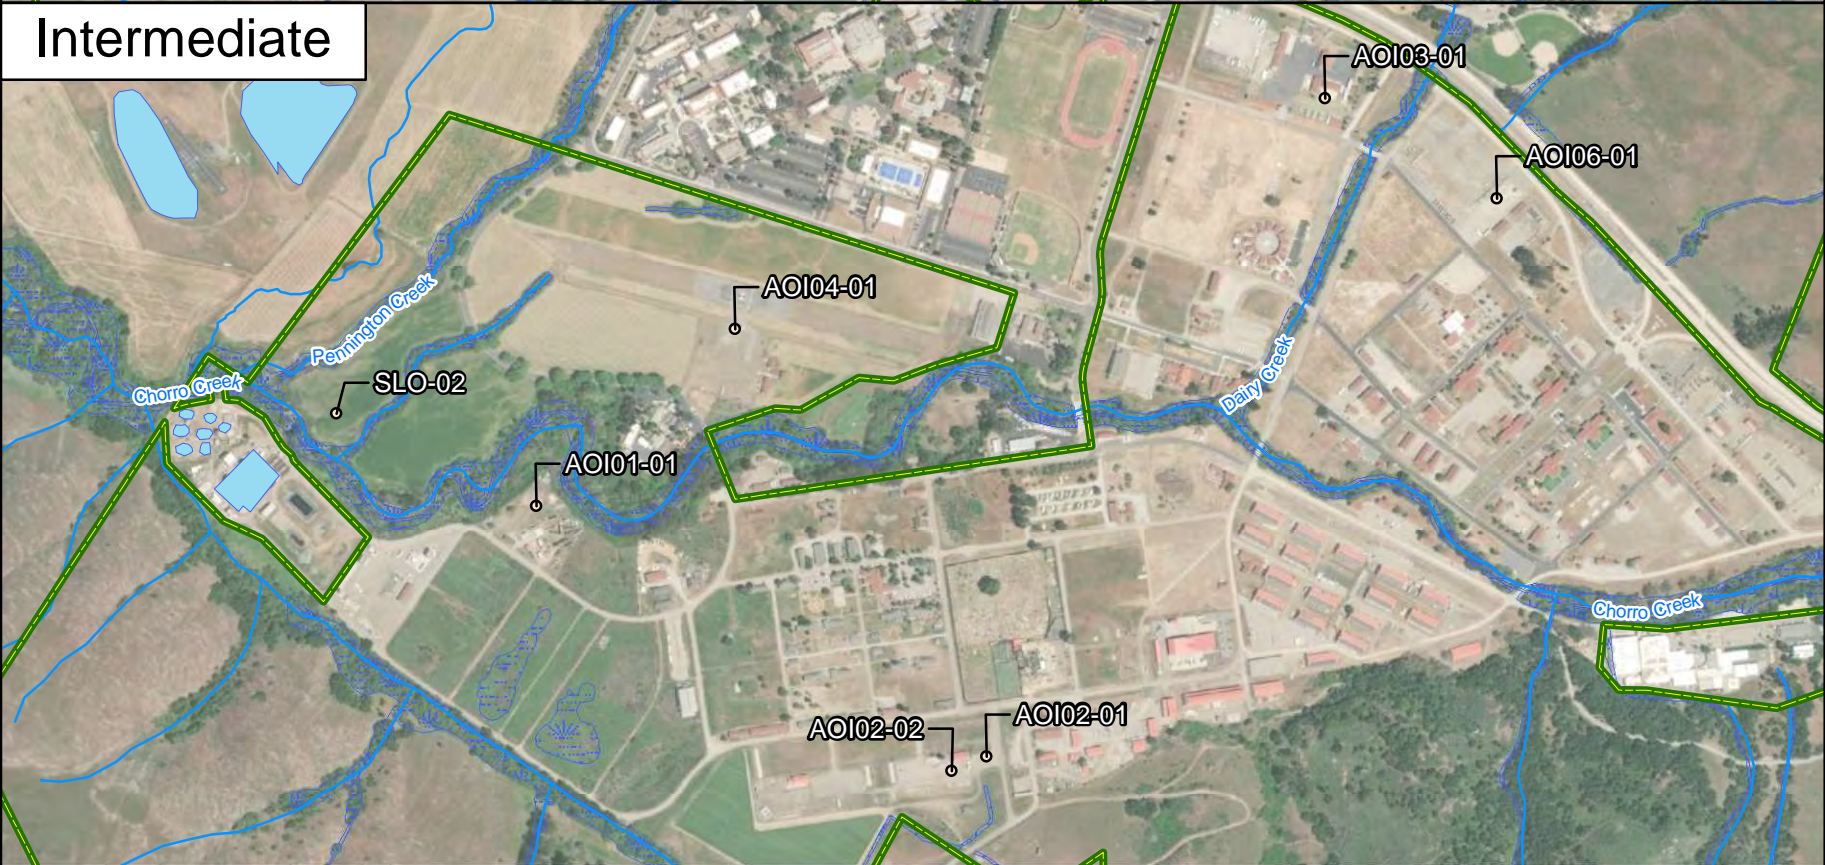 Intermediate
AOI03-01
AOI06-01
AOI04-01
Pennington Creek
Chorro Creek
SLO-02
Dairy Creek
AOI01-01
Chorro Creek
AOI02-01
AOI02-02